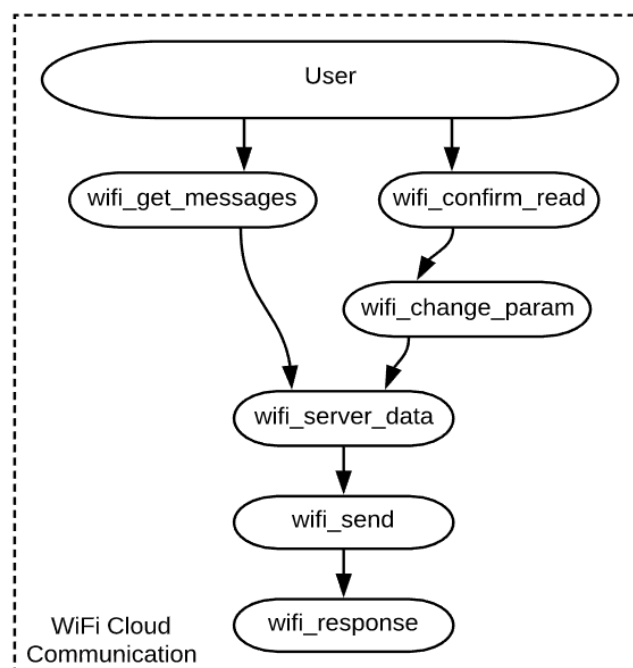 User
wifi_get_messages
wifi_confirm_read
wifi_change_param
wifi_server_data
wifi_send
wifi_response
WiFi Cloud
Communication